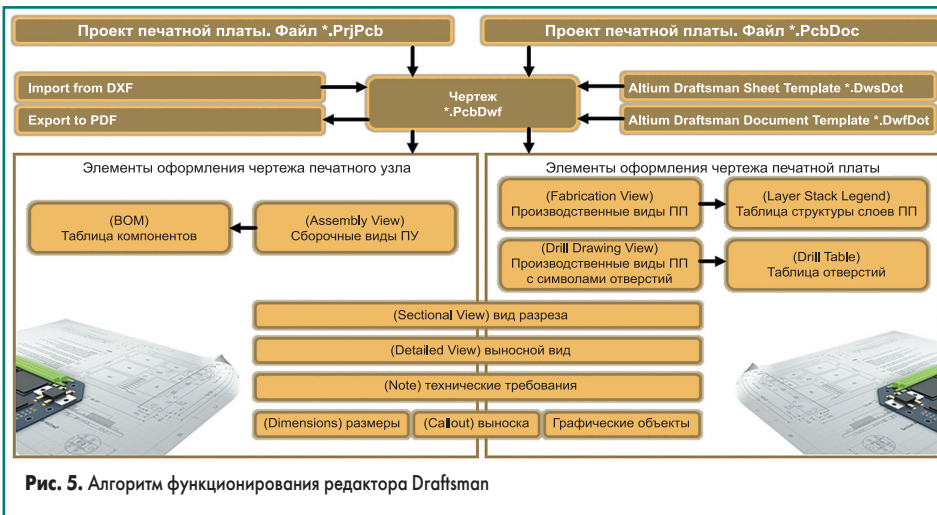 Проект печатной платы. Файл *.PrjPcb
Проект печатной платы. Файл *.PcbDoc
Import from DXF
Export to PDF
Чертеж
*.PcbDwf
Altium Draftsman Sheet Template *.DwsDot
Altium Draftsman Document Template *.DwfDot
Элементы оформления чертежа печатного узла
(BOM)
Таблица компонентов
(Assembly View)
Сборочные виды ПУ
Элементы оформления чертежа печатной платы
(Fabrication View)
Производственные виды ПП
(Layer Stack Legend)
Таблица структуры слоев ПП
(Drill Drawing View)
Производственные виды ПП
с символами отверстий
(Drill Table)
Таблица отверстий
(Sectional View) вид разреза
(Detailed View) выносной вид
(Note) технические требования
(Dimensions) размеры
(Callout) выноска
Графические объекты
Рис. 5. Алгоритм функционирования редактора Draftsman